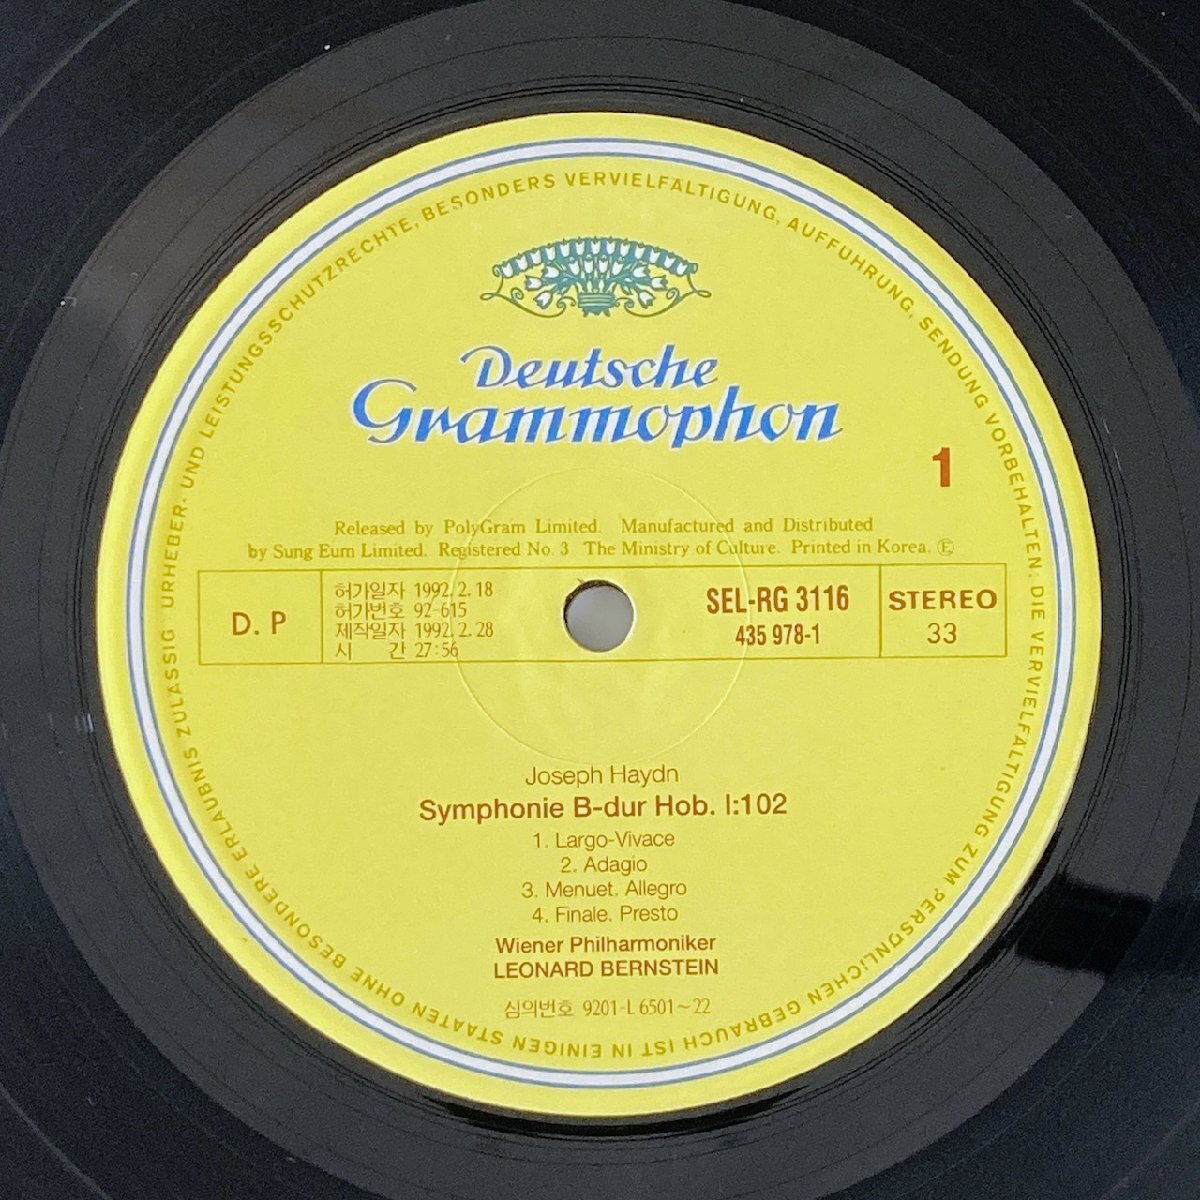 Deutsche
Grammophon
1
Released by PolyGram Limited. Manufactured and Distributed
by Sung Eum Limited. Registered No. 3 The Ministry of Culture. Printed in Korea. Ⓔ
D. P
허가일자 1992. 2. 18
허가번호 92-615
제작일자 1992. 2. 28
시 간 27:56
SEL-RG 3116
435 978-1
STEREO
33
Joseph Haydn
Symphonie B-dur Hob. I:102
1. Largo-Vivace
2. Adagio
3. Menuet. Allegro
4. Finale. Presto
Wiener Philharmoniker
LEONARD BERNSTEIN
심의번호 9201-L 6501~22
URHEBER- UND LEISTUNGSSCHUTZRECHTE, BESONDERS VERVIELFÄLTIGUNG, AUFFÜHRUNG, SENDUNG VORBEHALTEN: DIE VERVIELFÄLTIGUNG ZUM PERSÖNLICHEN GEBRAUCH IST IN EINIGEN STAATEN OHNE BESONDERE ERLAUBNIS ZULÄSSIG ·